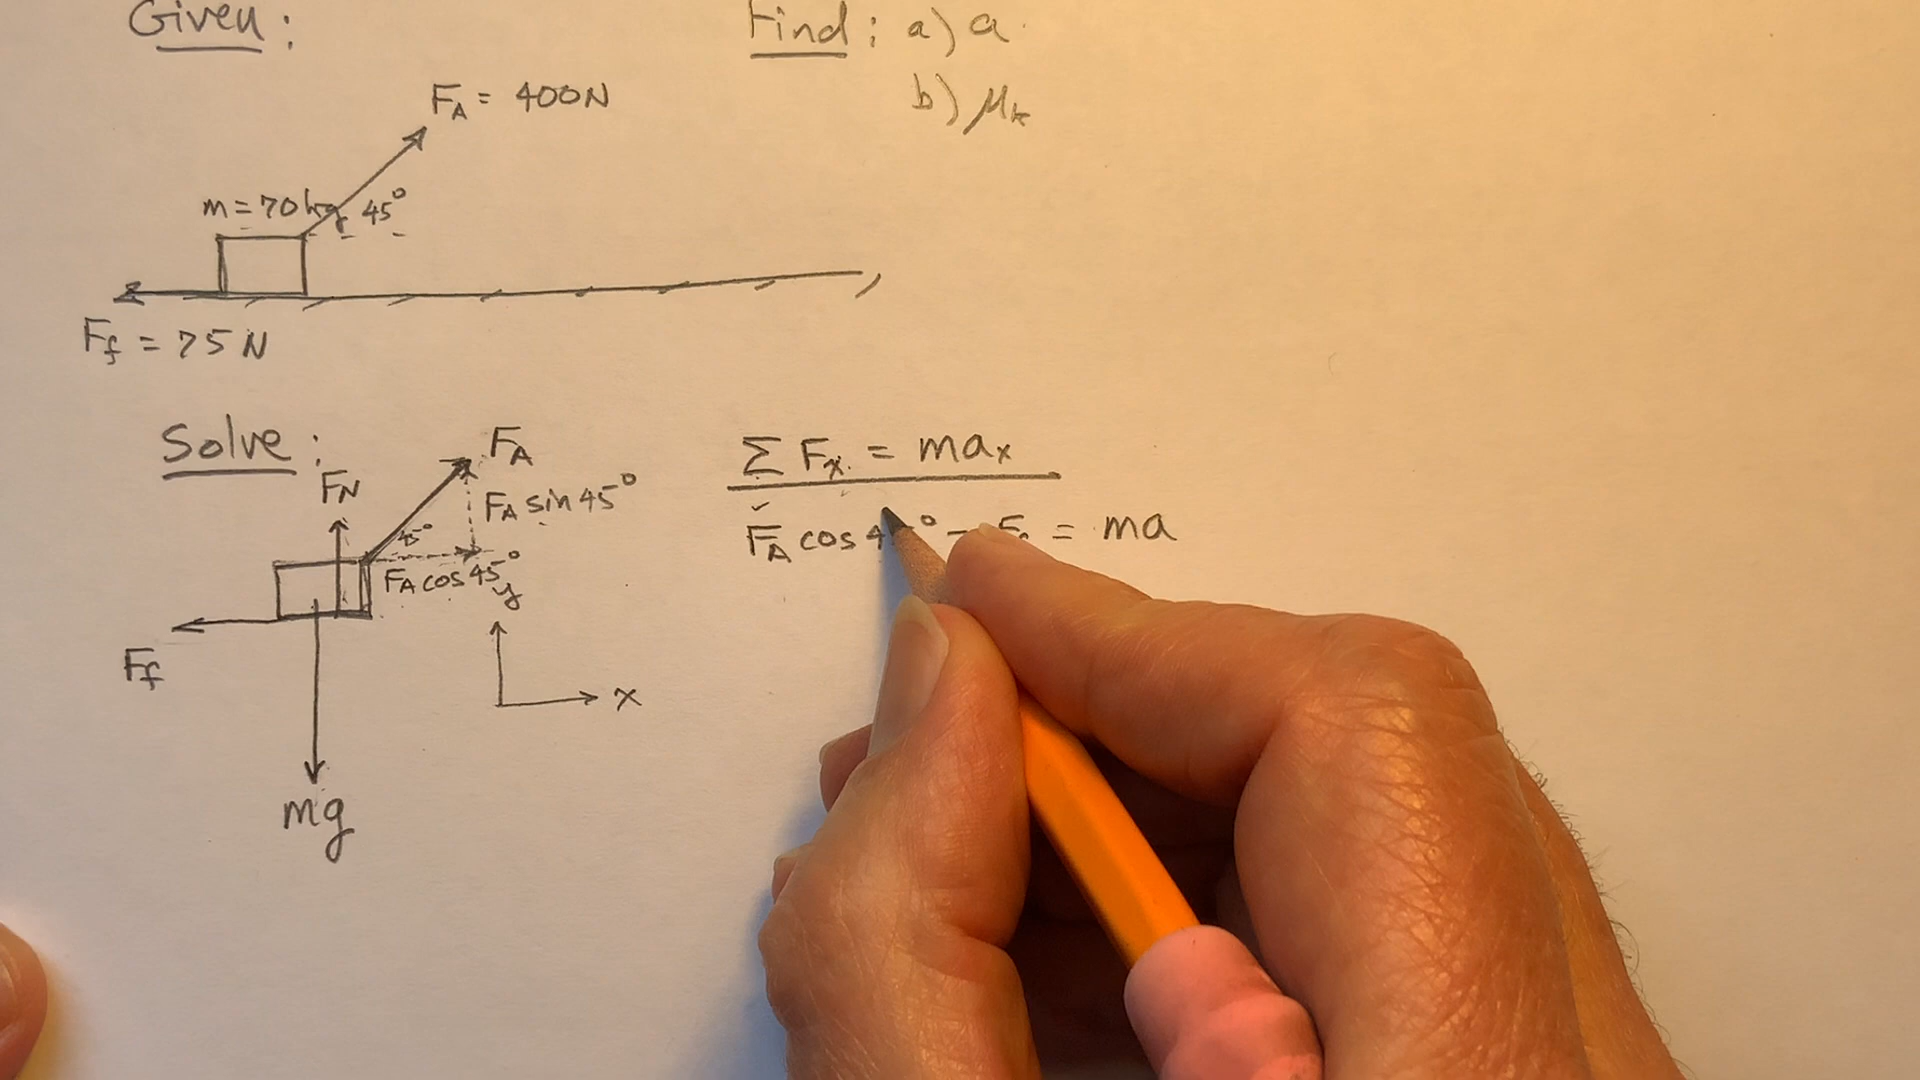 Given:
Find: a) a
b) μk
FA = 400N
m=70kg 45°
Ff = 75 N
Solve:
FA
FN
FA sin 45°
45°
FA cos 45°
y
x
Ff
mg
Σ Fx = max
FA cos 4 ° - = ma